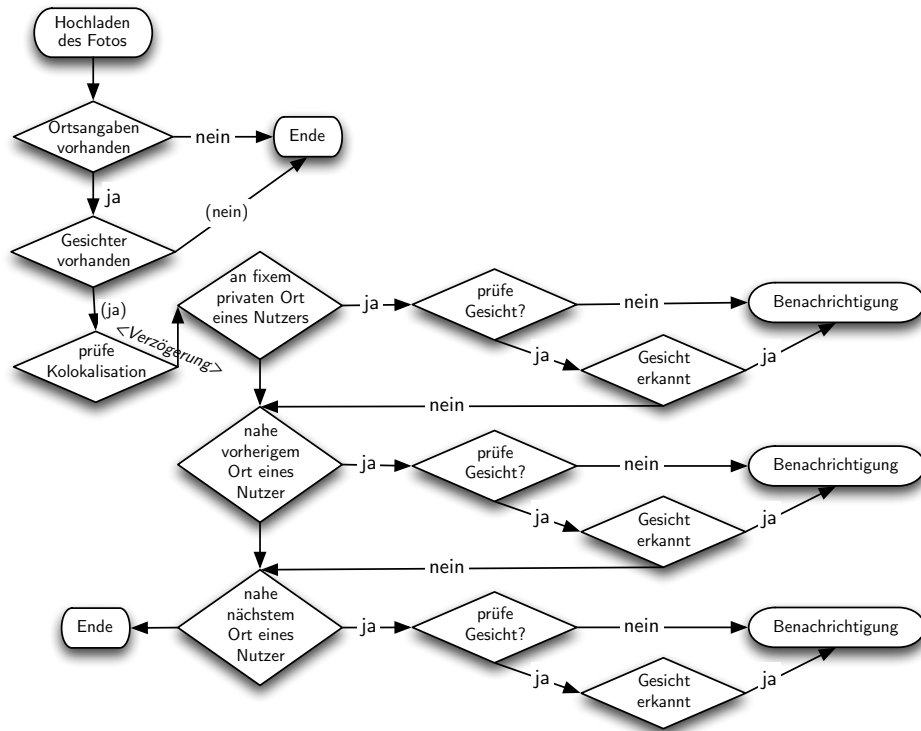 Hochladen
des Fotos
Ortsangaben
vorhanden
nein
Ende
ja
(nein)
Gesichter
vorhanden
(ja)
<Verzögerung>
prüfe
Kolokalisation
an fixem
privaten Ort
eines Nutzers
ja
prüfe
Gesicht?
nein
Benachrichtigung
ja
Gesicht
erkannt
ja
nein
nahe
vorherigem
Ort eines
Nutzer
ja
prüfe
Gesicht?
nein
Benachrichtigung
ja
Gesicht
erkannt
ja
nein
Ende
nahe
nächstem
Ort eines
Nutzer
ja
prüfe
Gesicht?
nein
Benachrichtigung
ja
Gesicht
erkannt
ja